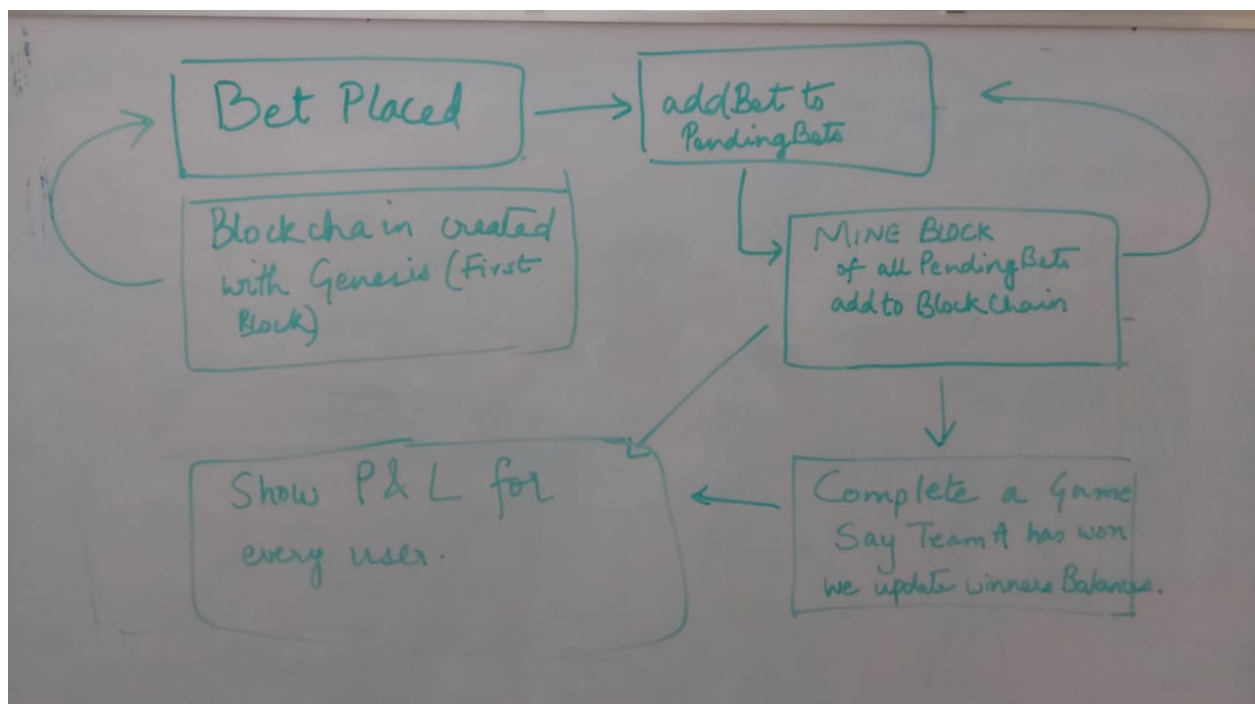 Bet Placed
addBet to
PendingBets
Blockchain created
with Genesis (First
Block)
MINE BLOCK
of all PendingBets
add to BlockChain
Show P & L for
every user.
Complete a Game
Say TeamA has won
we update winners Balances.